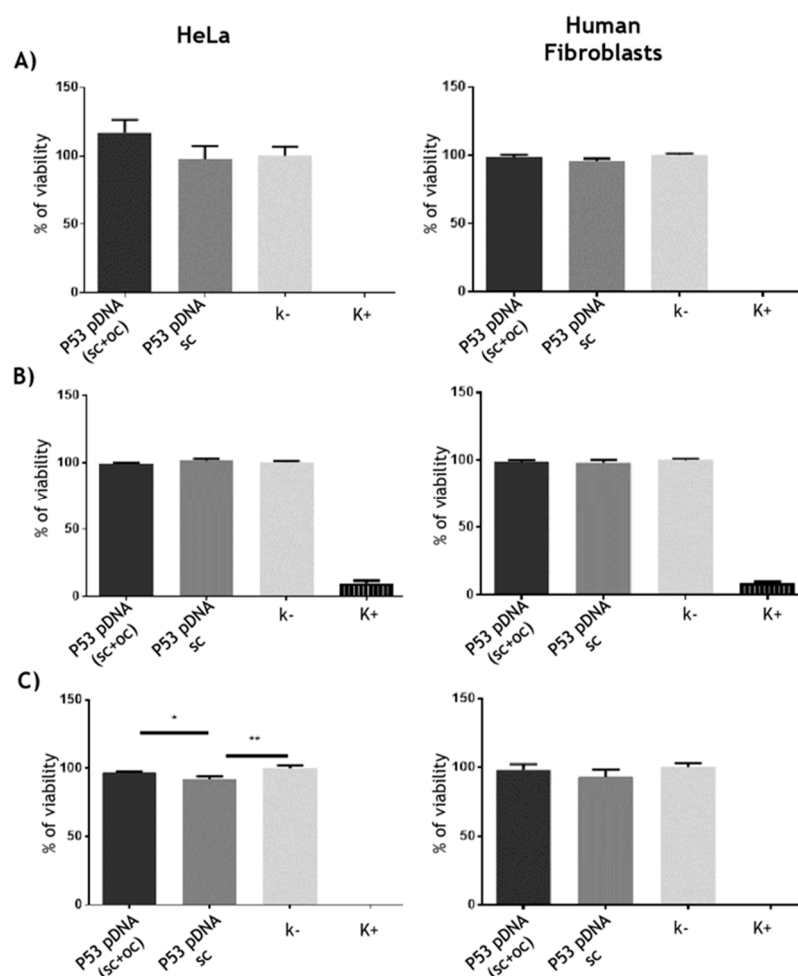 HeLa
Human
Fibroblasts
A)
150
100
50
0
% of viability
P53 pDNA
(sc+oc)
P53 pDNA
sc
k-
K+
150
100
50
0
% of viability
P53 pDNA
(sc+oc)
P53 pDNA
sc
k-
K+
B)
150
100
50
0
% of viability
P53 pDNA
(sc+oc)
P53 pDNA
sc
k-
K+
150
100
50
0
% of viability
P53 pDNA
(sc+oc)
P53 pDNA
sc
k-
K+
C)
150
100
50
0
% of viability
*
**
P53 pDNA
(sc+oc)
P53 pDNA
sc
k-
K+
150
100
50
0
% of viability
P53 pDNA
(sc+oc)
P53 pDNA
sc
k-
K+